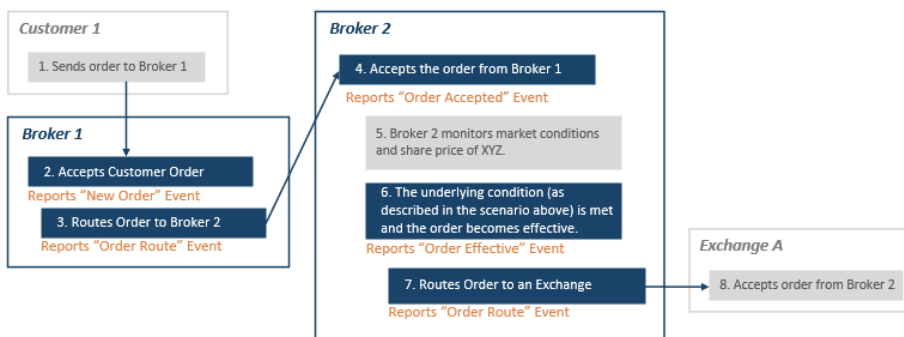 Customer 1
1. Sends order to Broker 1
Broker 1
2. Accepts Customer Order
Reports "New Order" Event
3. Routes Order to Broker 2
Reports "Order Route" Event
Broker 2
4. Accepts the order from Broker 1
Reports "Order Accepted" Event
5. Broker 2 monitors market conditions
and share price of XYZ.
6. The underlying condition (as
described in the scenario above) is met
and the order becomes effective.
Reports "Order Effective" Event
7. Routes Order to an Exchange
Reports "Order Route" Event
Exchange A
8. Accepts order from Broker 2